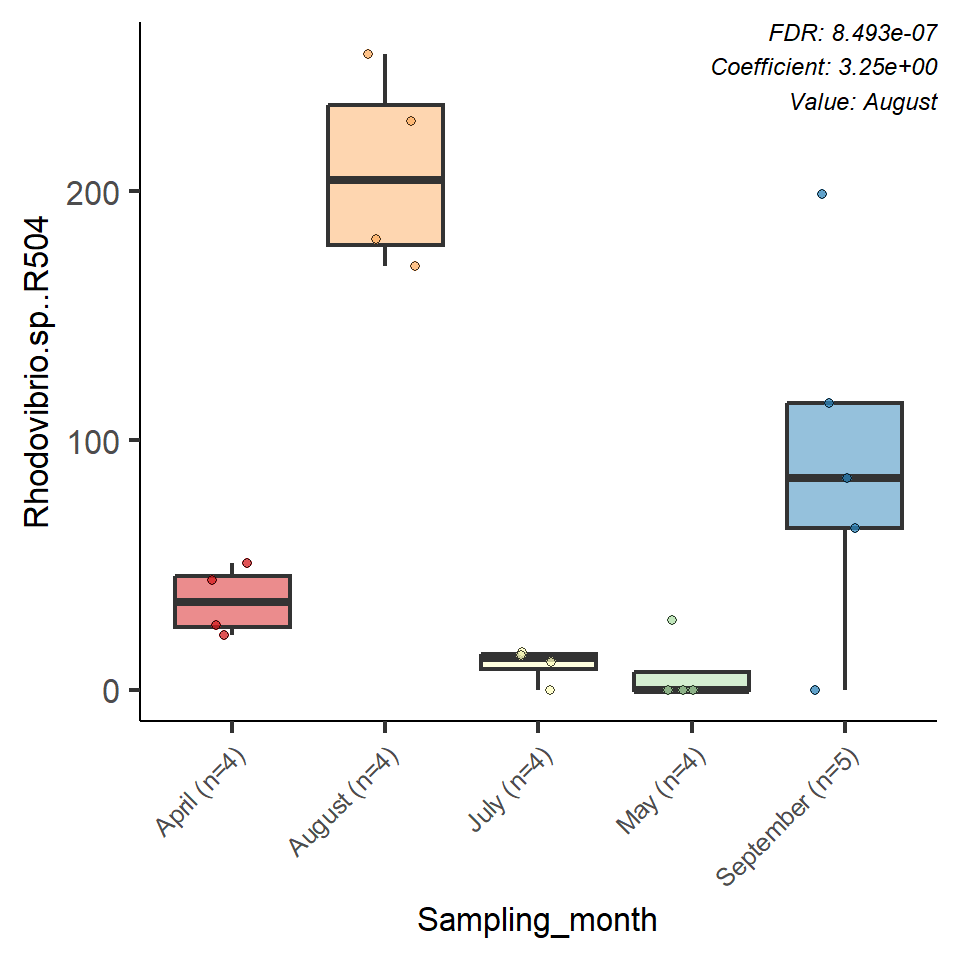 FDR: 8.493e-07
Coefficient: 3.25e+00
Value: August
Rhodovibrio.sp..R504
200
100
0
April (n=4)
August (n=4)
July (n=4)
May (n=4)
September (n=5)
Sampling_month